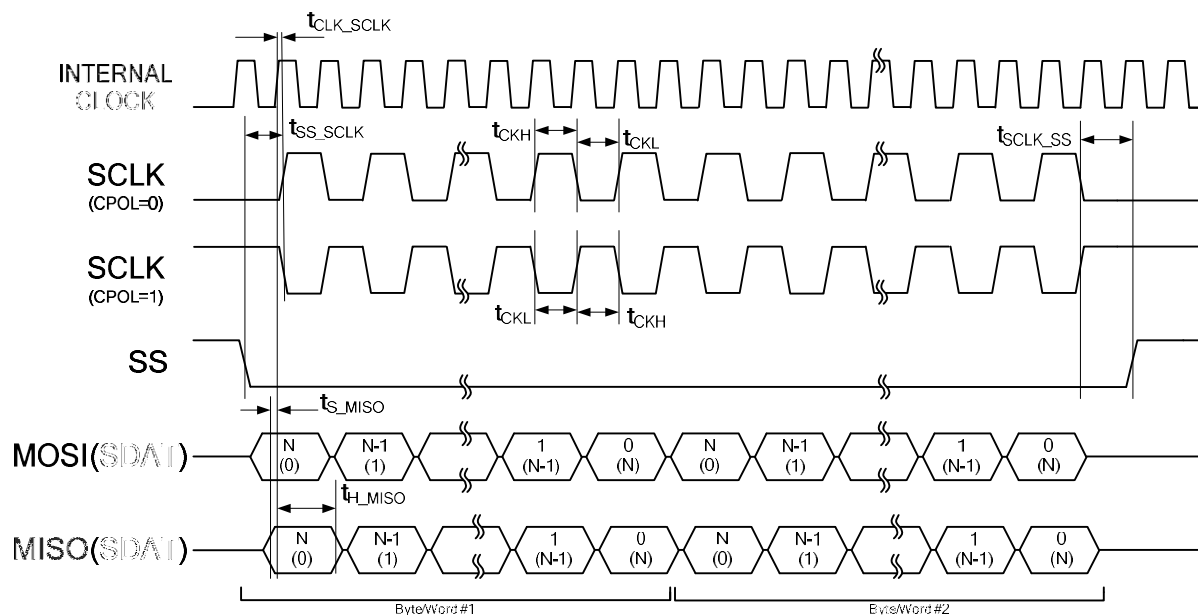 tCLK_SCLK
INTERNAL
CLOCK
tSS_SCLK
tCKH
tCKL
tSCLK_SS
SCLK
(CPOL=0)
SCLK
(CPOL=1)
tCKL
tCKH
SS
tS_MISO
MOSI(SDAT)
N N-1 1 0 N N-1 1 0
(0) (1) (N-1) (N) (0) (1) (N-1) (N)
tH_MISO
MISO(SDAT)
N N-1 1 0 N N-1 1 0
(0) (1) (N-1) (N) (0) (1) (N-1) (N)
Byte/Word #1 Byte/Word #2